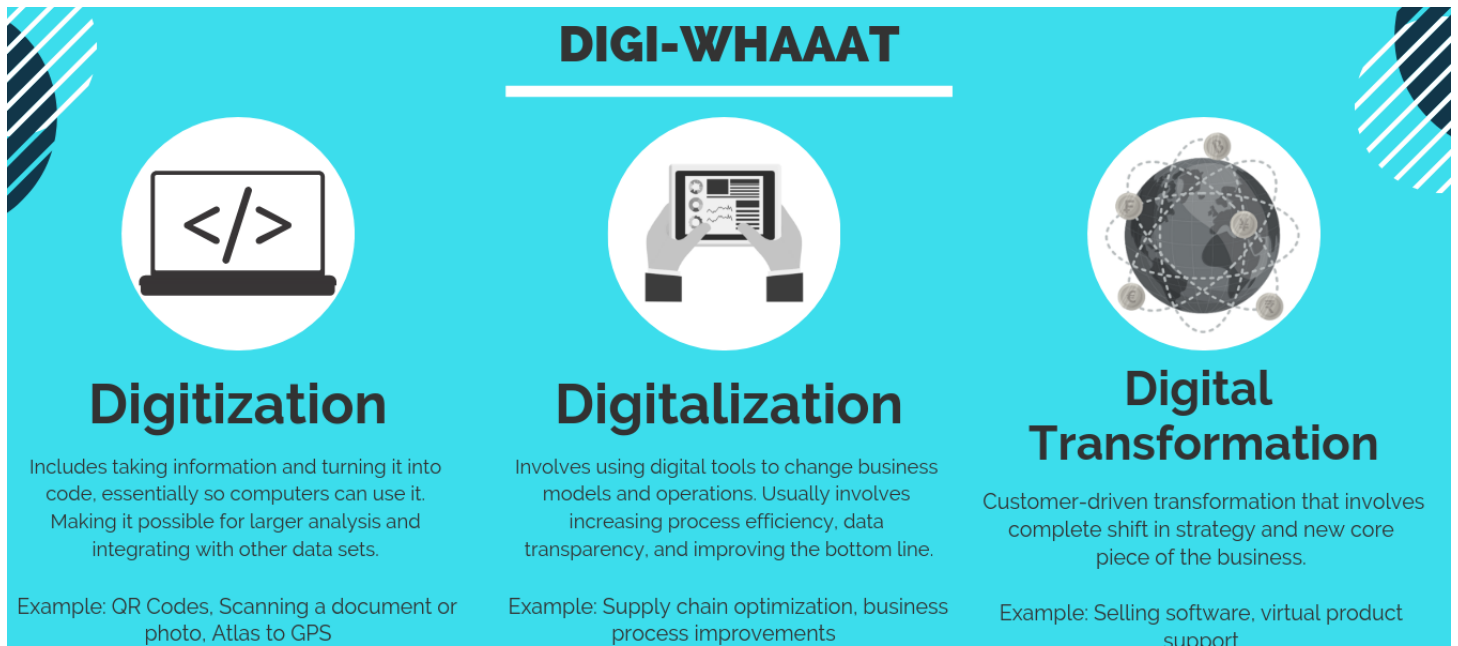 DIGI-WHAAAT
</>
Digitization
Includes taking information and turning it into
code, essentially so computers can use it.
Making it possible for larger analysis and
integrating with other data sets.
Example: QR Codes, Scanning a document or
photo, Atlas to GPS
Digitalization
Involves using digital tools to change business
models and operations. Usually involves
increasing process efficiency, data
transparency, and improving the bottom line.
Example: Supply chain optimization, business
process improvements
Digital
Transformation
Customer-driven transformation that involves
complete shift in strategy and new core
piece of the business.
Example: Selling software, virtual product
support